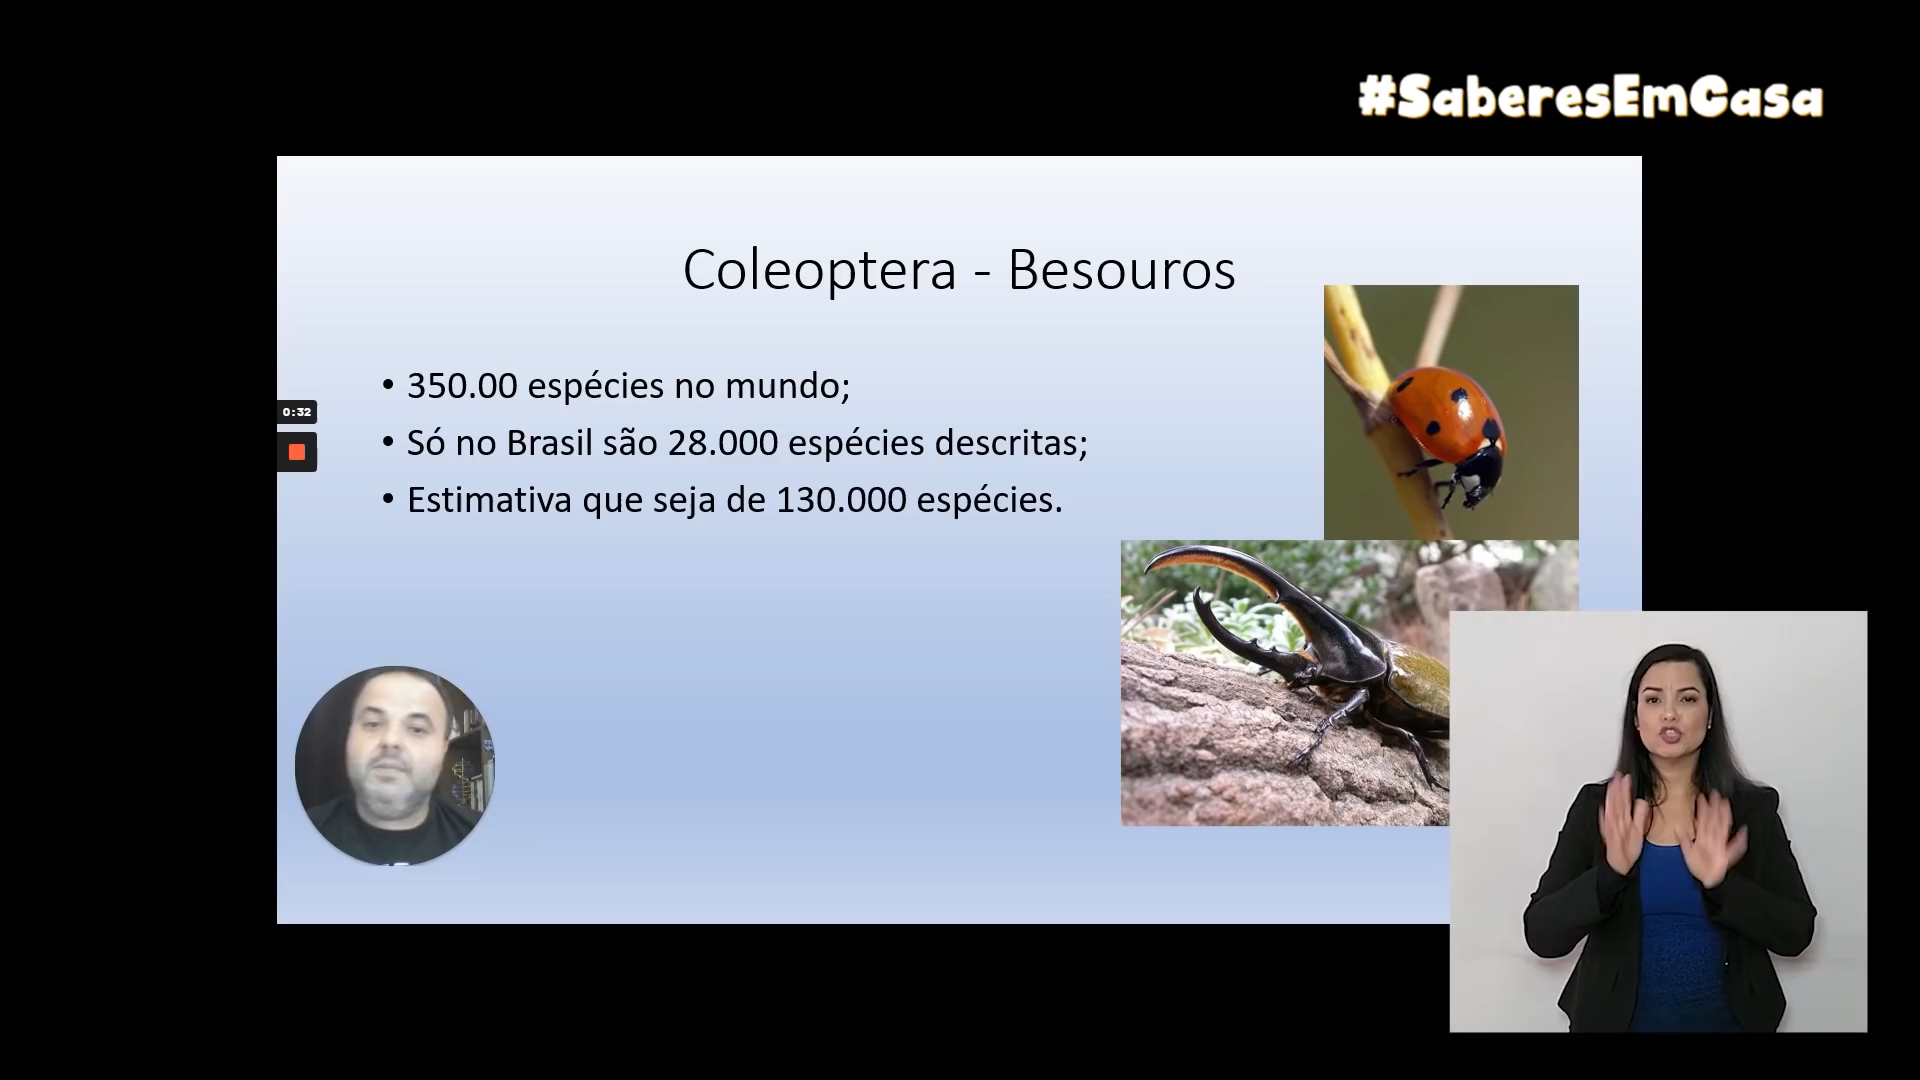 #SaberesEmCasa
Coleoptera - Besouros
• 350.00 espécies no mundo;
0:32
• Só no Brasil são 28.000 espécies descritas;
• Estimativa que seja de 130.000 espécies.